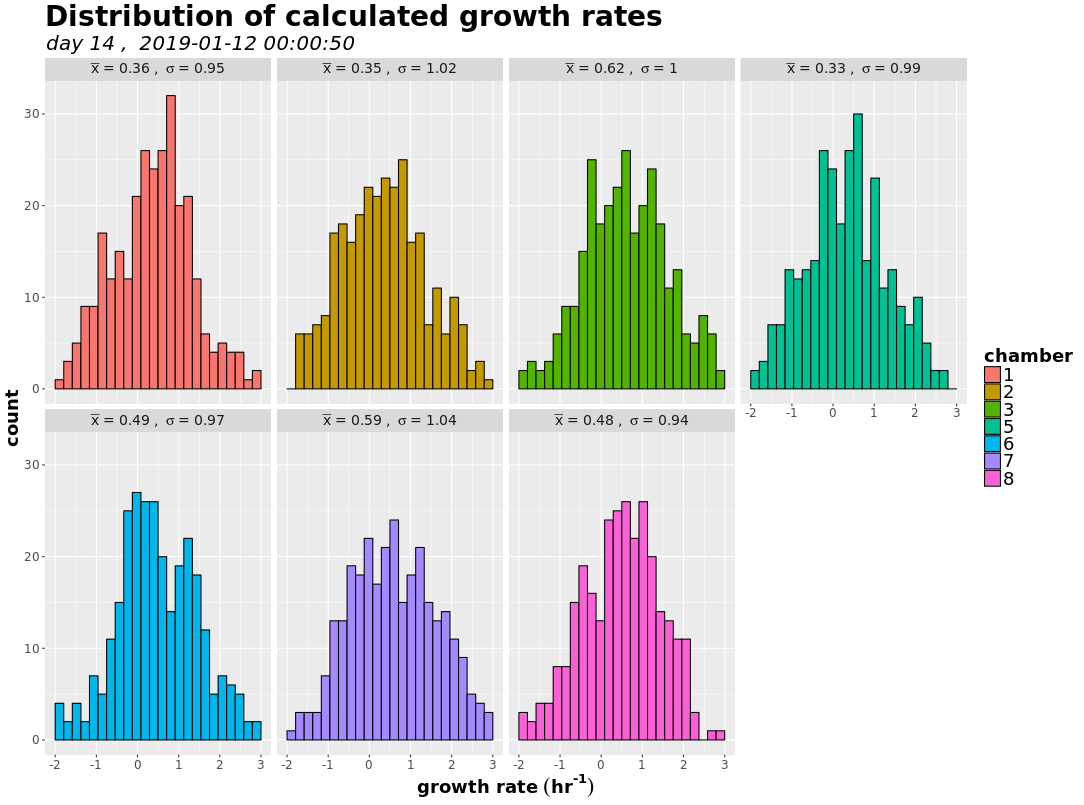 Distribution of calculated growth rates
day 14 ,  2019-01-12 00:00:50
x̅ = 0.36 ,  σ = 0.95
x̅ = 0.35 ,  σ = 1.02
x̅ = 0.62 ,  σ = 1
x̅ = 0.33 ,  σ = 0.99
30
20
10
0
-2 -1 0 1 2 3
x̅ = 0.49 ,  σ = 0.97
x̅ = 0.59 ,  σ = 1.04
x̅ = 0.48 ,  σ = 0.94
30
20
10
0
-2 -1 0 1 2 3
-2 -1 0 1 2 3
-2 -1 0 1 2 3
count
growth rate (hr⁻¹)
chamber
1
2
3
5
6
7
8